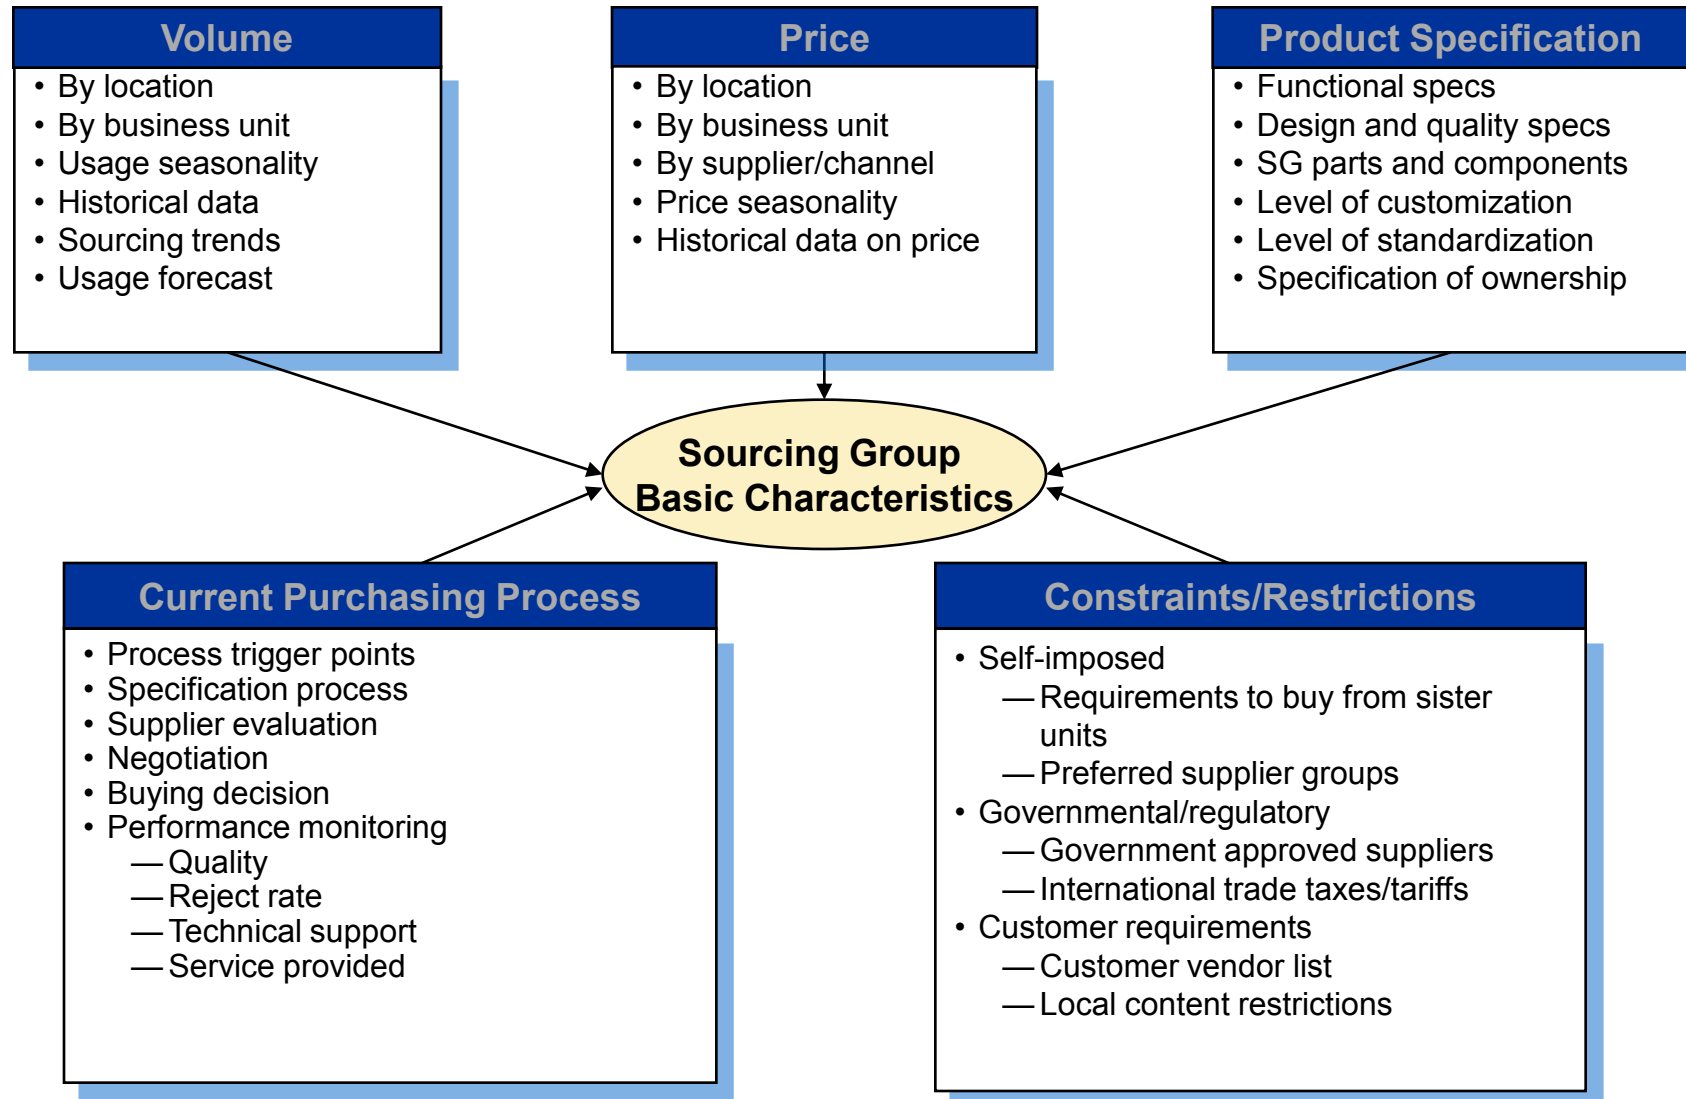 Volume
• By location
• By business unit
• Usage seasonality
• Historical data
• Sourcing trends
• Usage forecast
Price
• By location
• By business unit
• By supplier/channel
• Price seasonality
• Historical data on price
Product Specification
• Functional specs
• Design and quality specs
• SG parts and components
• Level of customization
• Level of standardization
• Specification of ownership
Sourcing Group
Basic Characteristics
Current Purchasing Process
• Process trigger points
• Specification process
• Supplier evaluation
• Negotiation
• Buying decision
• Performance monitoring
— Quality
— Reject rate
— Technical support
— Service provided
Constraints/Restrictions
• Self-imposed
— Requirements to buy from sister
units
— Preferred supplier groups
• Governmental/regulatory
— Government approved suppliers
— International trade taxes/tariffs
• Customer requirements
— Customer vendor list
— Local content restrictions